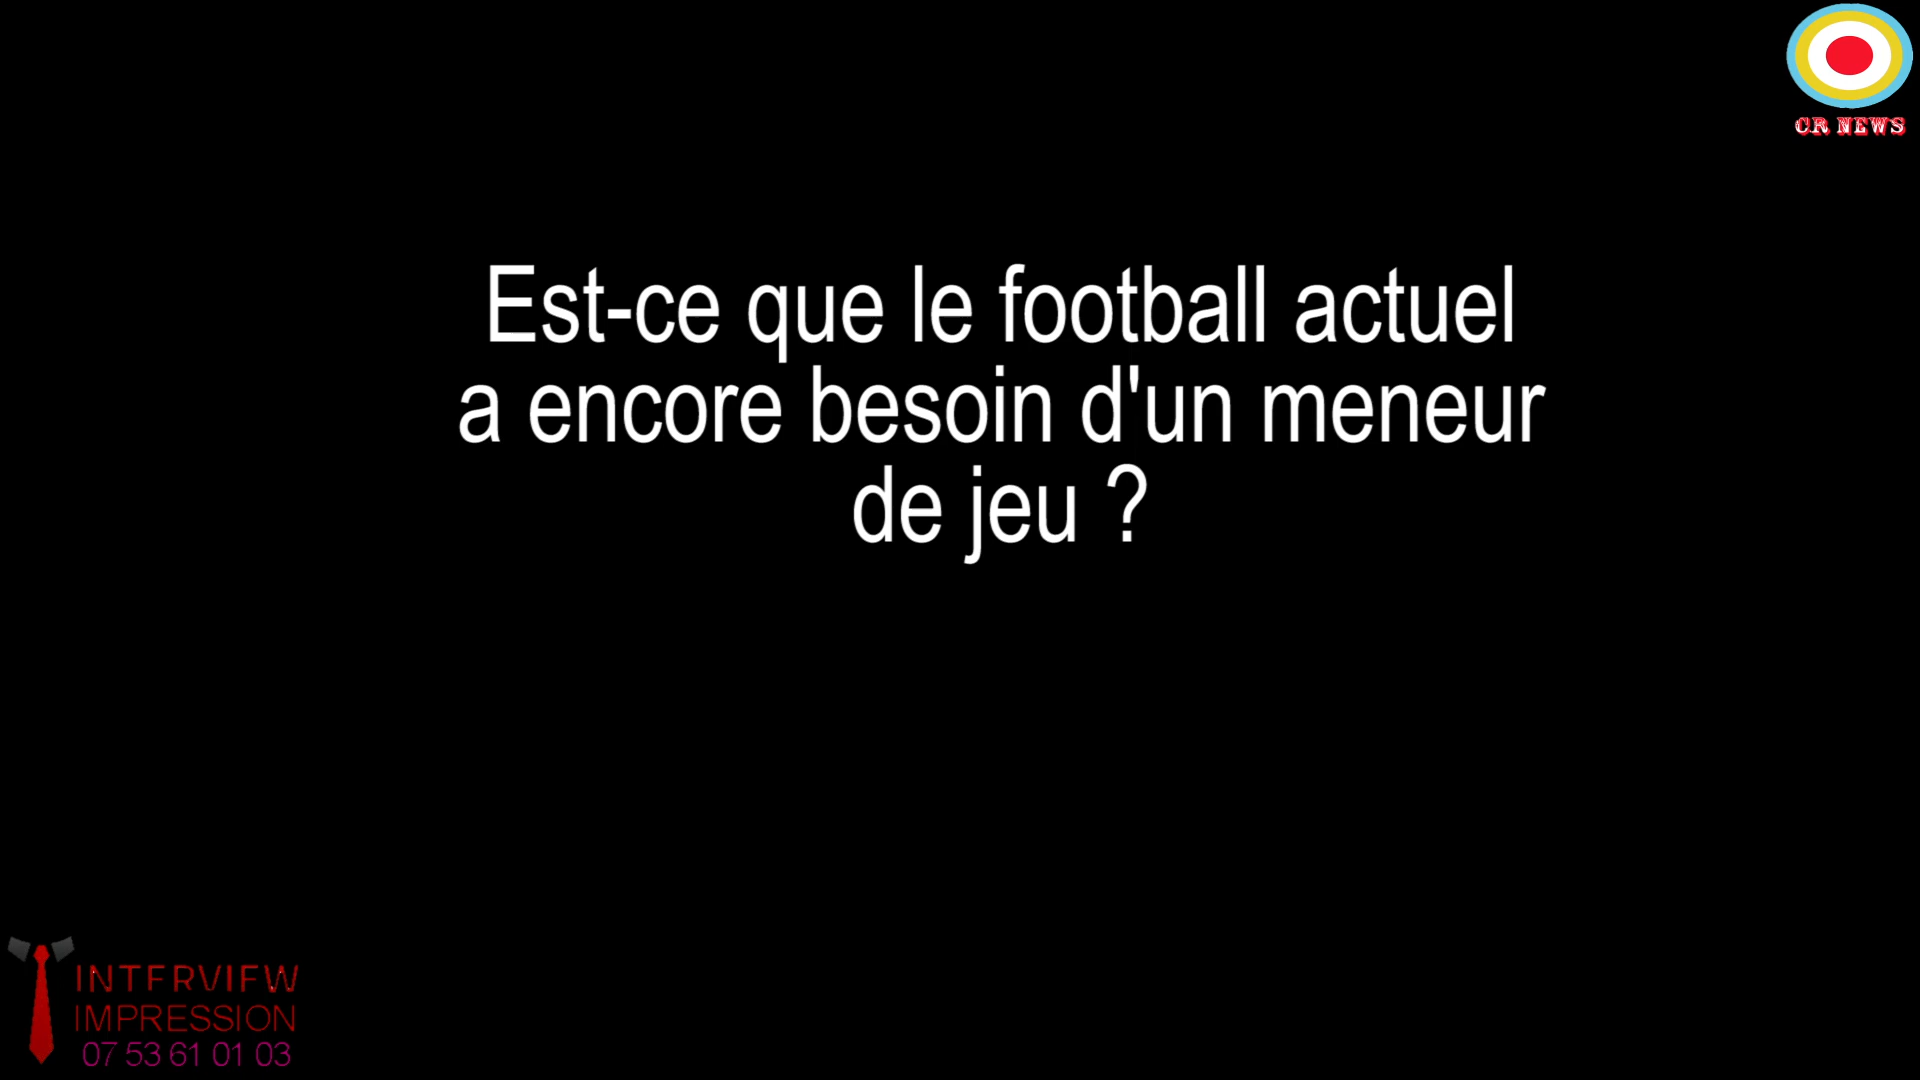 CR NEWS
Est-ce que le football actuel
a encore besoin d'un meneur
de jeu ?
INTERVIEW
IMPRESSION
07 53 61 01 03